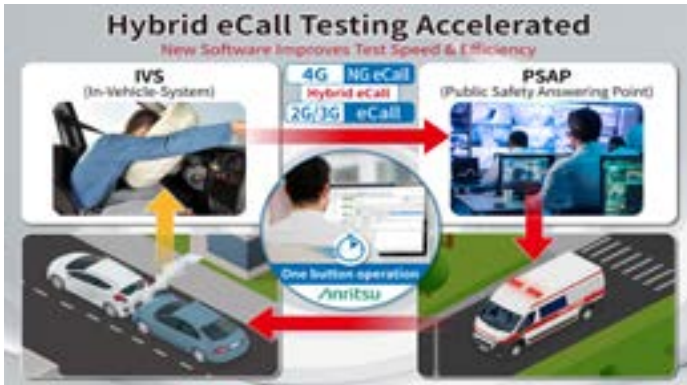 Hybrid eCall Testing Accelerated
New Software Improves Test Speed & Efficiency
IVS
(In-Vehicle-System)
4G NG eCall
Hybrid eCall
2G/3G eCall
PSAP
(Public Safety Answering Point)
One button operation
Anritsu